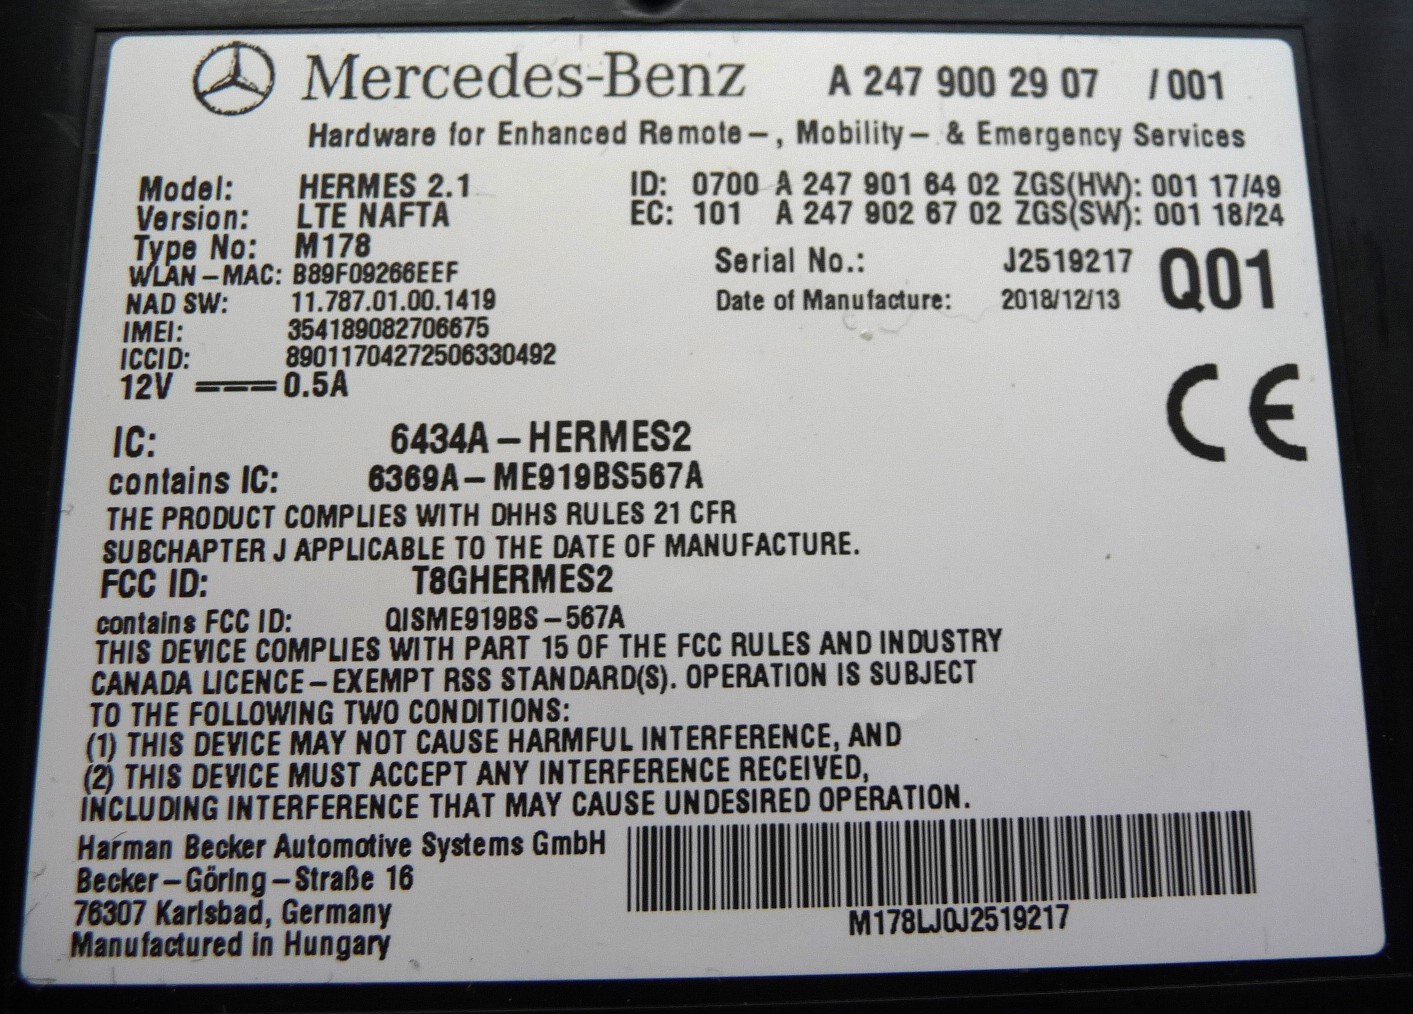 Mercedes-Benz A 247 900 29 07 /001
Hardware for Enhanced Remote-, Mobility- & Emergency Services
Model: HERMES 2.1 ID: 0700 A 247 901 64 02 ZGS(HW): 001 17/49
Version: LTE NAFTA EC: 101 A 247 902 67 02 ZGS(SW): 001 18/24
Type No: M178
WLAN-MAC: B89F09266EEF Serial No.: J2519217 Q01
NAD SW: 11.787.01.00.1419 Date of Manufacture: 2018/12/13
IMEI: 354189082706675
ICCID: 89011704272506330492
12V 0.5A
CE
IC: 6434A-HERMES2
contains IC: 6369A-ME919BS567A
THE PRODUCT COMPLIES WITH DHHS RULES 21 CFR
SUBCHAPTER J APPLICABLE TO THE DATE OF MANUFACTURE.
FCC ID: T8GHERMES2
contains FCC ID: QISME919BS-567A
THIS DEVICE COMPLIES WITH PART 15 OF THE FCC RULES AND INDUSTRY
CANADA LICENCE-EXEMPT RSS STANDARD(S). OPERATION IS SUBJECT
TO THE FOLLOWING TWO CONDITIONS:
(1) THIS DEVICE MAY NOT CAUSE HARMFUL INTERFERENCE, AND
(2) THIS DEVICE MUST ACCEPT ANY INTERFERENCE RECEIVED,
INCLUDING INTERFERENCE THAT MAY CAUSE UNDESIRED OPERATION.
Harman Becker Automotive Systems GmbH
Becker-Göring-Straße 16
76307 Karlsbad, Germany
Manufactured in Hungary
M178LJ0J2519217